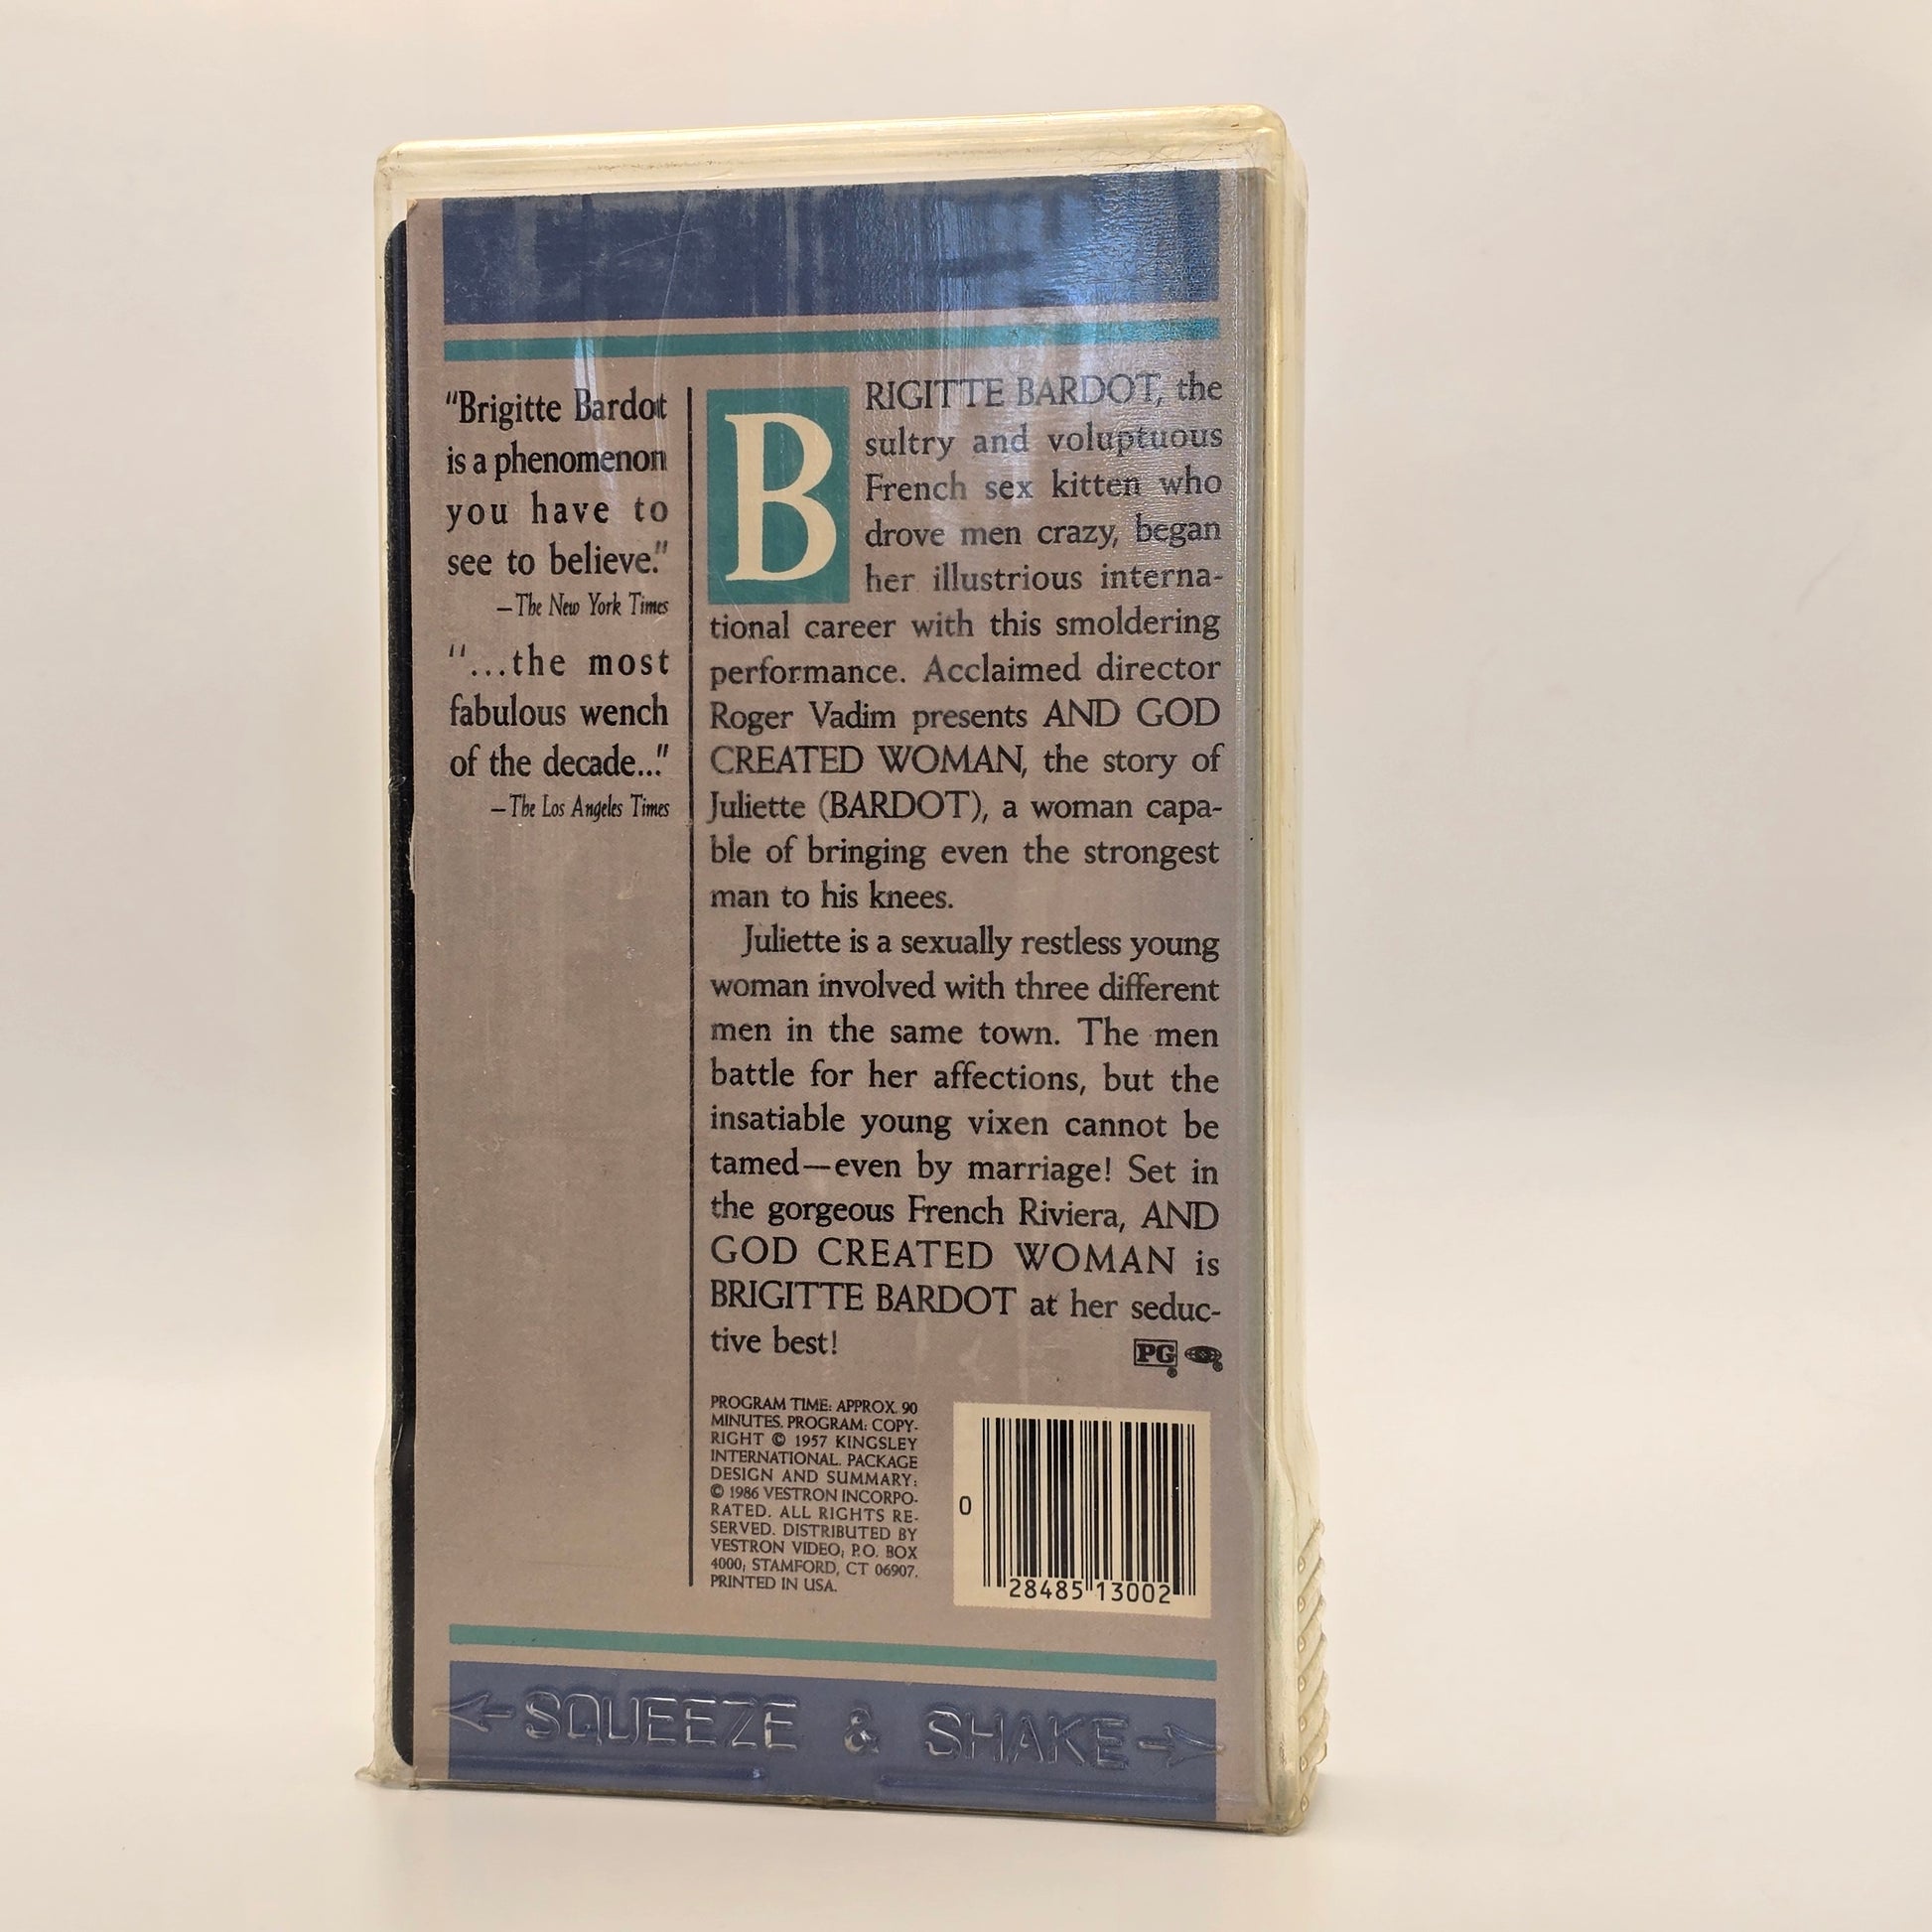 "Brigitte Bardot
is a phenomenon
you have to
see to believe."
—The New York Times
"...the most
fabulous wench
of the decade..."
—The Los Angeles Times
BRIGITTE BARDOT, the
sultry and voluptuous
French sex kitten who
drove men crazy, began
her illustrious interna-
tional career with this smoldering
performance. Acclaimed director
Roger Vadim presents AND GOD
CREATED WOMAN, the story of
Juliette (BARDOT), a woman capa-
ble of bringing even the strongest
man to his knees.
Juliette is a sexually restless young
woman involved with three different
men in the same town. The men
battle for her affections, but the
insatiable young vixen cannot be
tamed—even by marriage! Set in
the gorgeous French Riviera, AND
GOD CREATED WOMAN is
BRIGITTE BARDOT at her seduc-
tive best!
PG
PROGRAM TIME: APPROX. 90
MINUTES. PROGRAM: COPY-
RIGHT © 1957 KINGSLEY
INTERNATIONAL. PACKAGE
DESIGN AND SUMMARY:
© 1986 VESTRON INCORPO-
RATED. ALL RIGHTS RE-
SERVED. DISTRIBUTED BY
VESTRON VIDEO, P.O. BOX
4000, STAMFORD, CT 06907.
PRINTED IN USA.
0 28485 13002
←SQUEEZE & SHAKE→